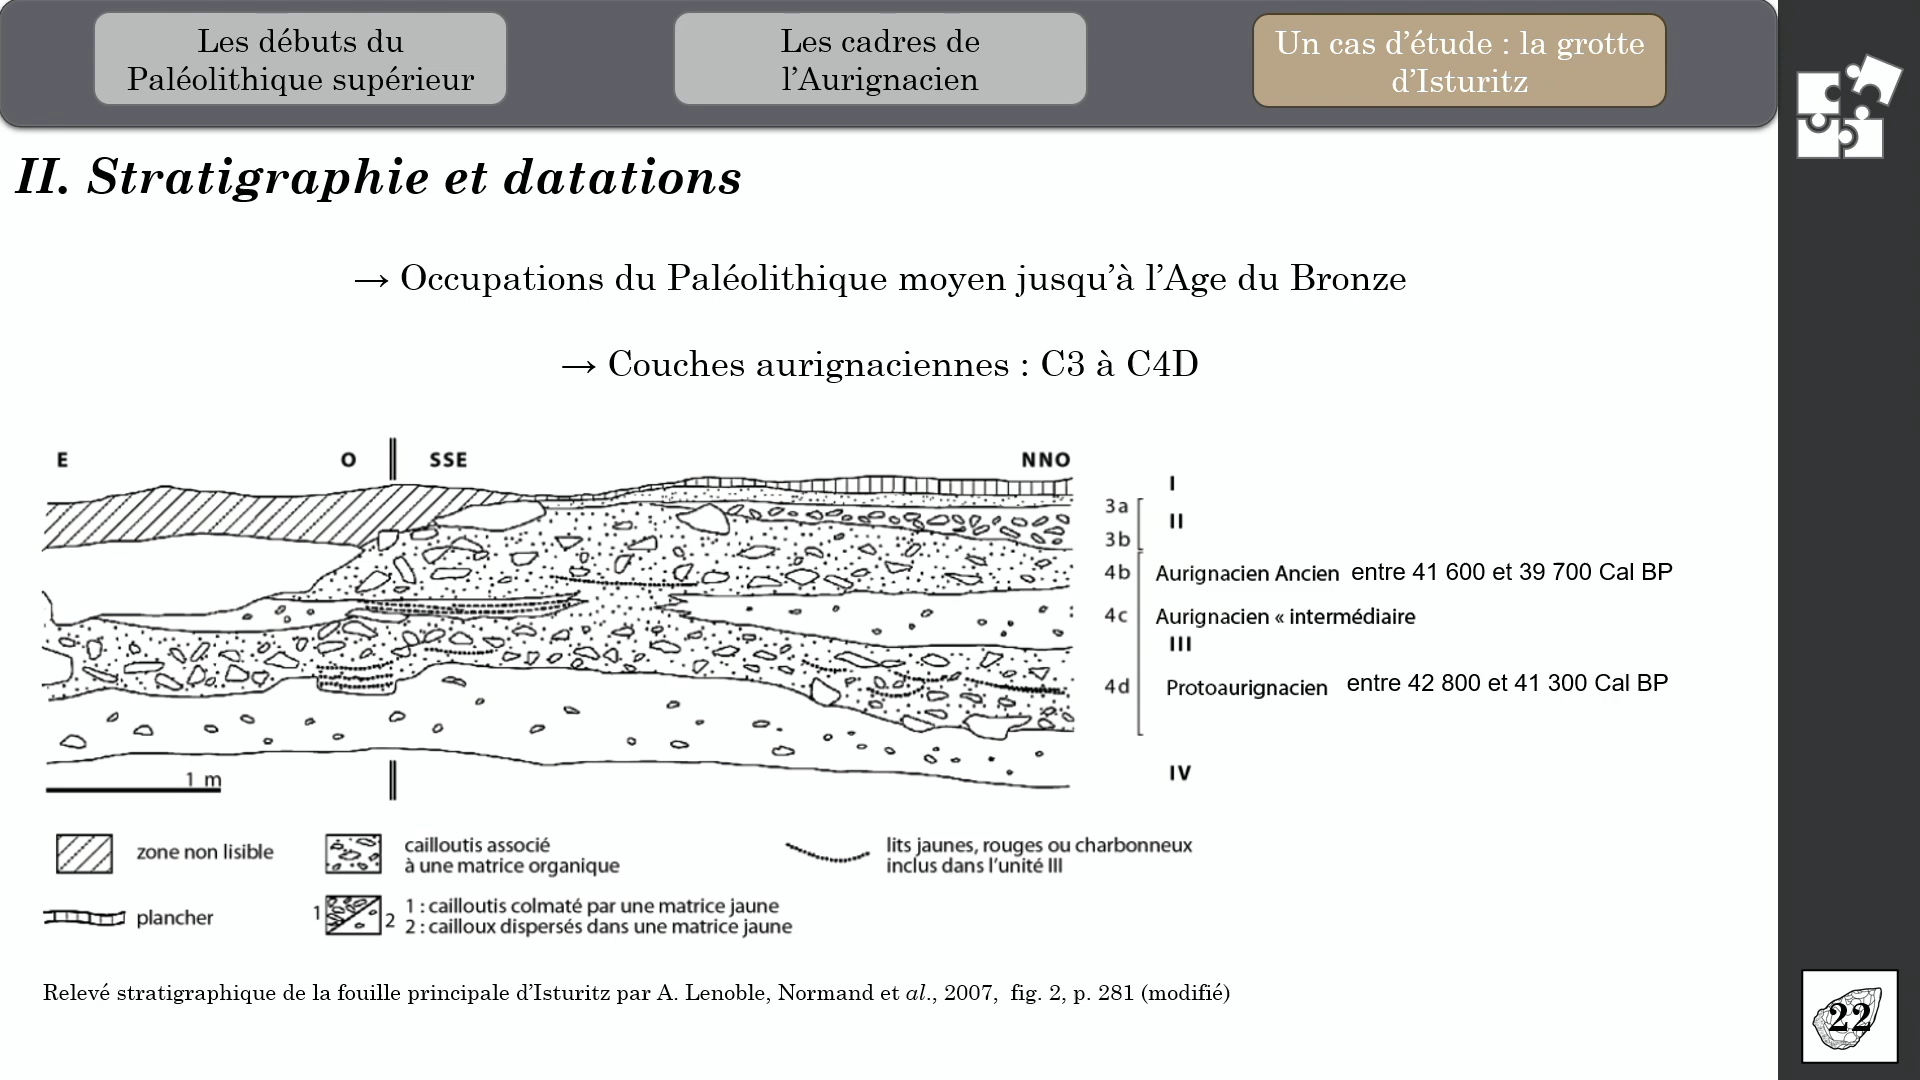 Les débuts du
Paléolithique supérieur
Les cadres de
l'Aurignacien
Un cas d'étude : la grotte
d'Isturitz
II. Stratigraphie et datations
→ Occupations du Paléolithique moyen jusqu'à l'Age du Bronze
→ Couches aurignaciennes : C3 à C4D
E O SSE NNO
I
3a
II
3b
4b Aurignacien Ancien entre 41 600 et 39 700 Cal BP
4c Aurignacien « intermédiaire
III
4d Protoaurignacien entre 42 800 et 41 300 Cal BP
IV
1 m
zone non lisible
cailloutis associé
à une matrice organique
lits jaunes, rouges ou charbonneux
inclus dans l'unité III
plancher
1 2
1 : cailloutis colmaté par une matrice jaune
2 : cailloux dispersés dans une matrice jaune
Relevé stratigraphique de la fouille principale d'Isturitz par A. Lenoble, Normand et al., 2007, fig. 2, p. 281 (modifié)
22